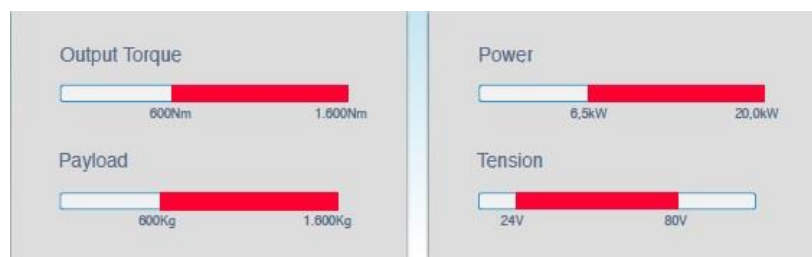 Output Torque
600Nm 1.600Nm
Payload
600Kg 1.600Kg
Power
6,5kW 20,0kW
Tension
24V 80V